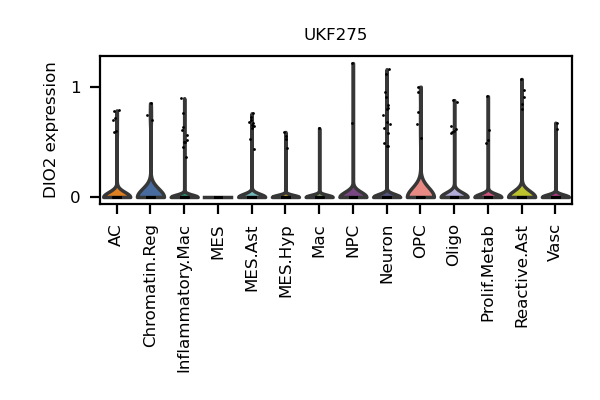 UKF275
DIO2 expression
1
0
AC
Chromatin.Reg
Inflammatory.Mac
MES
MES.Ast
MES.Hyp
Mac
NPC
Neuron
OPC
Oligo
Prolif.Metab
Reactive.Ast
Vasc